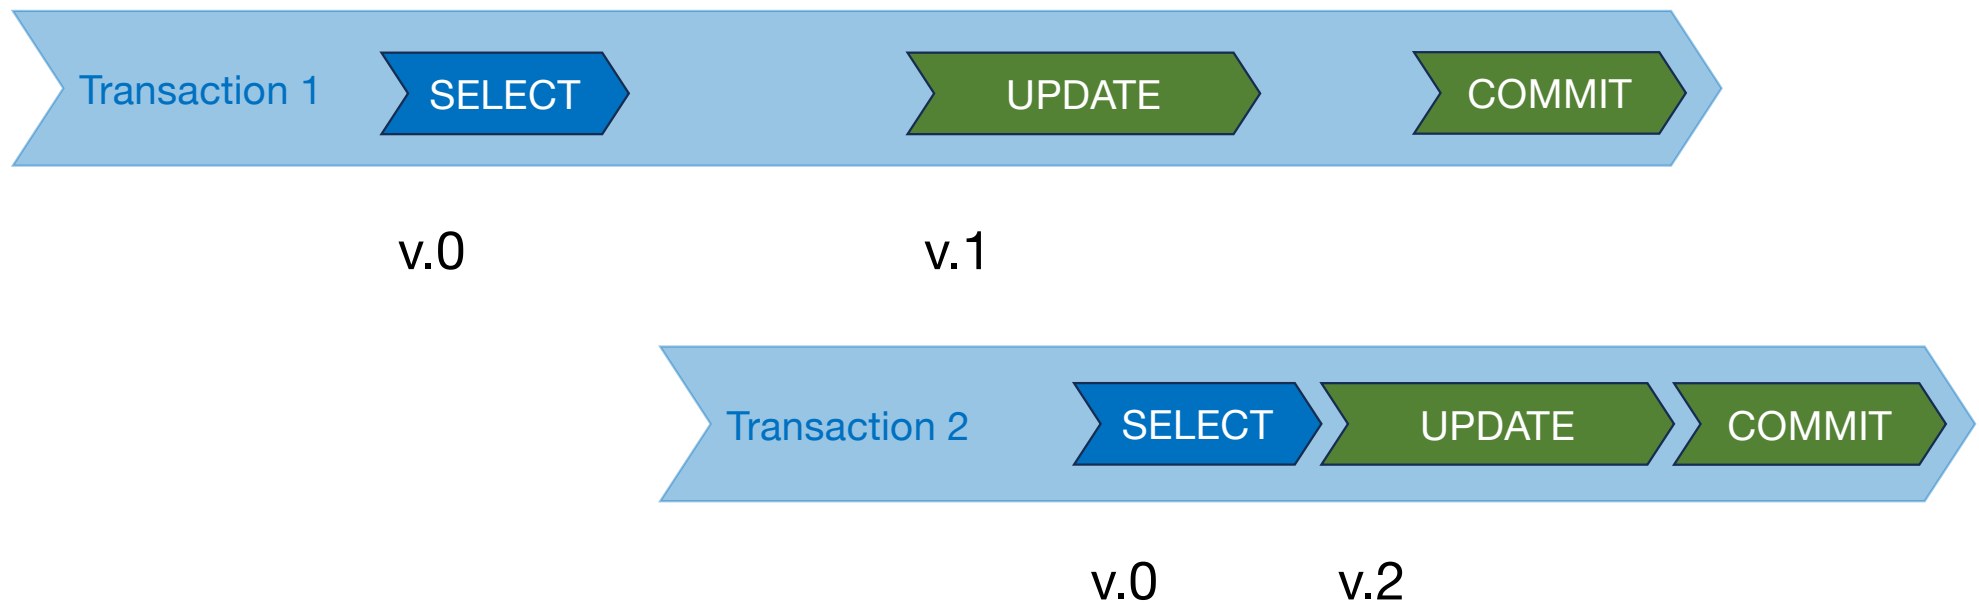 Transaction 1 SELECT UPDATE COMMIT
v.0 v.1
Transaction 2 SELECT UPDATE COMMIT
v.0 v.2